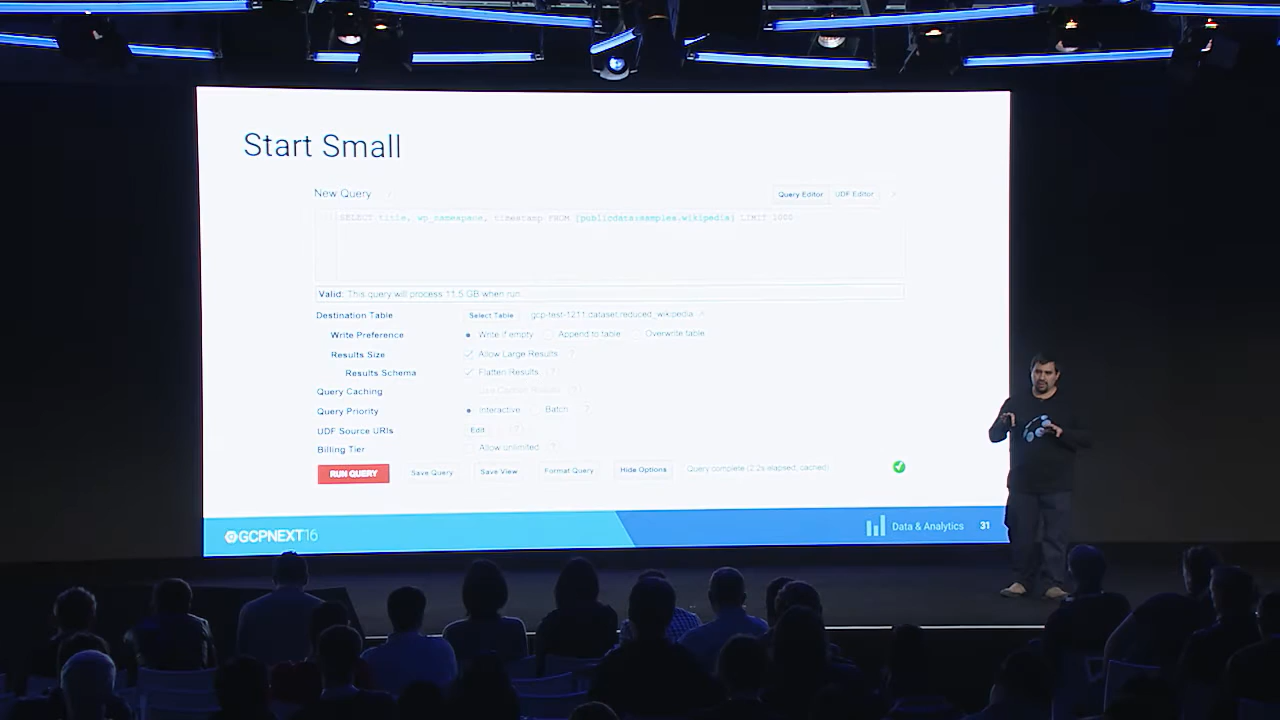 Start Small
New Query
Query Editor
UDF Editor
SELECT title, wp_namespace, timestamp FROM [publicdata:samples.wikipedia] LIMIT 1000
Valid: This query will process 11.5 GB when run.
Destination Table
Select Table
gcp-test-1211:dataset.reduced_wikipedia
Write Preference
Write if empty
Append to table
Overwrite table
Results Size
Allow Large Results
Results Schema
Flatten Results
Query Caching
Use Cached Results
Query Priority
Interactive
Batch
UDF Source URIs
Edit
Billing Tier
Allow unlimited
RUN QUERY
Save Query
Save View
Format Query
Hide Options
Query complete (2.2s elapsed, cached)
GCPNEXT16
Data & Analytics
31